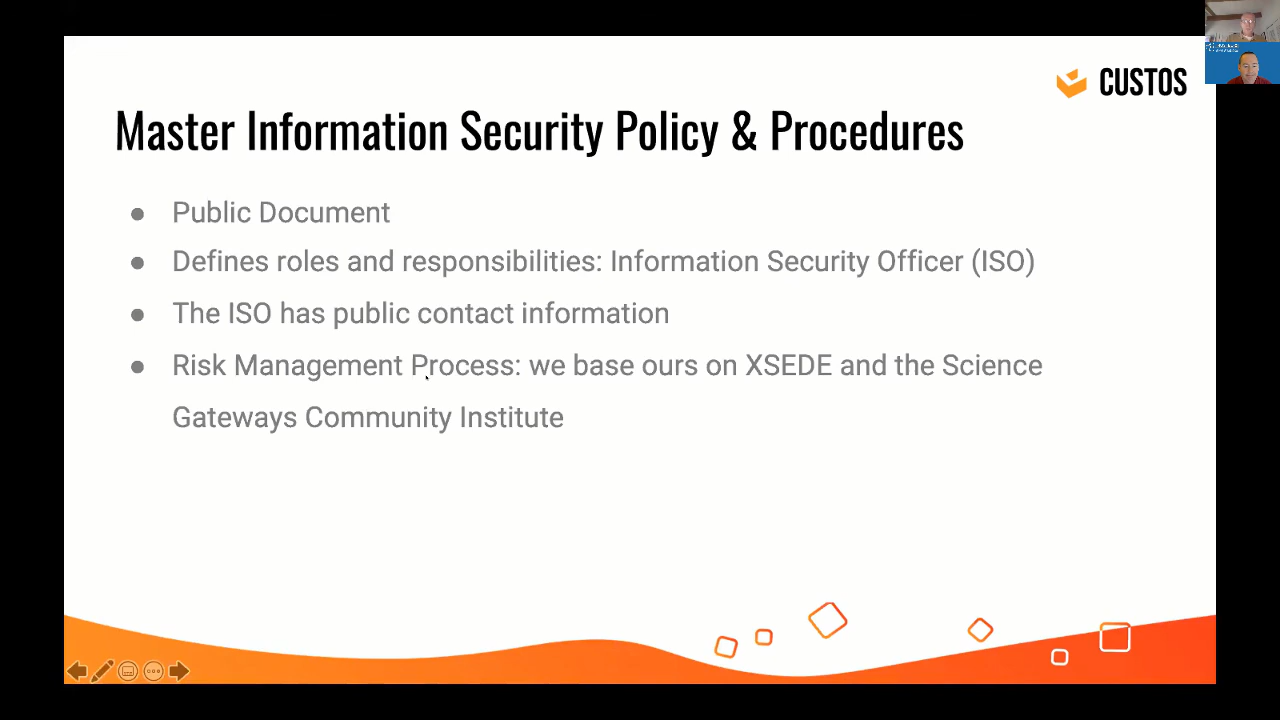 CUSTOS
Master Information Security Policy & Procedures
● Public Document
● Defines roles and responsibilities: Information Security Officer (ISO)
● The ISO has public contact information
● Risk Management Process: we base ours on XSEDE and the Science
Gateways Community Institute